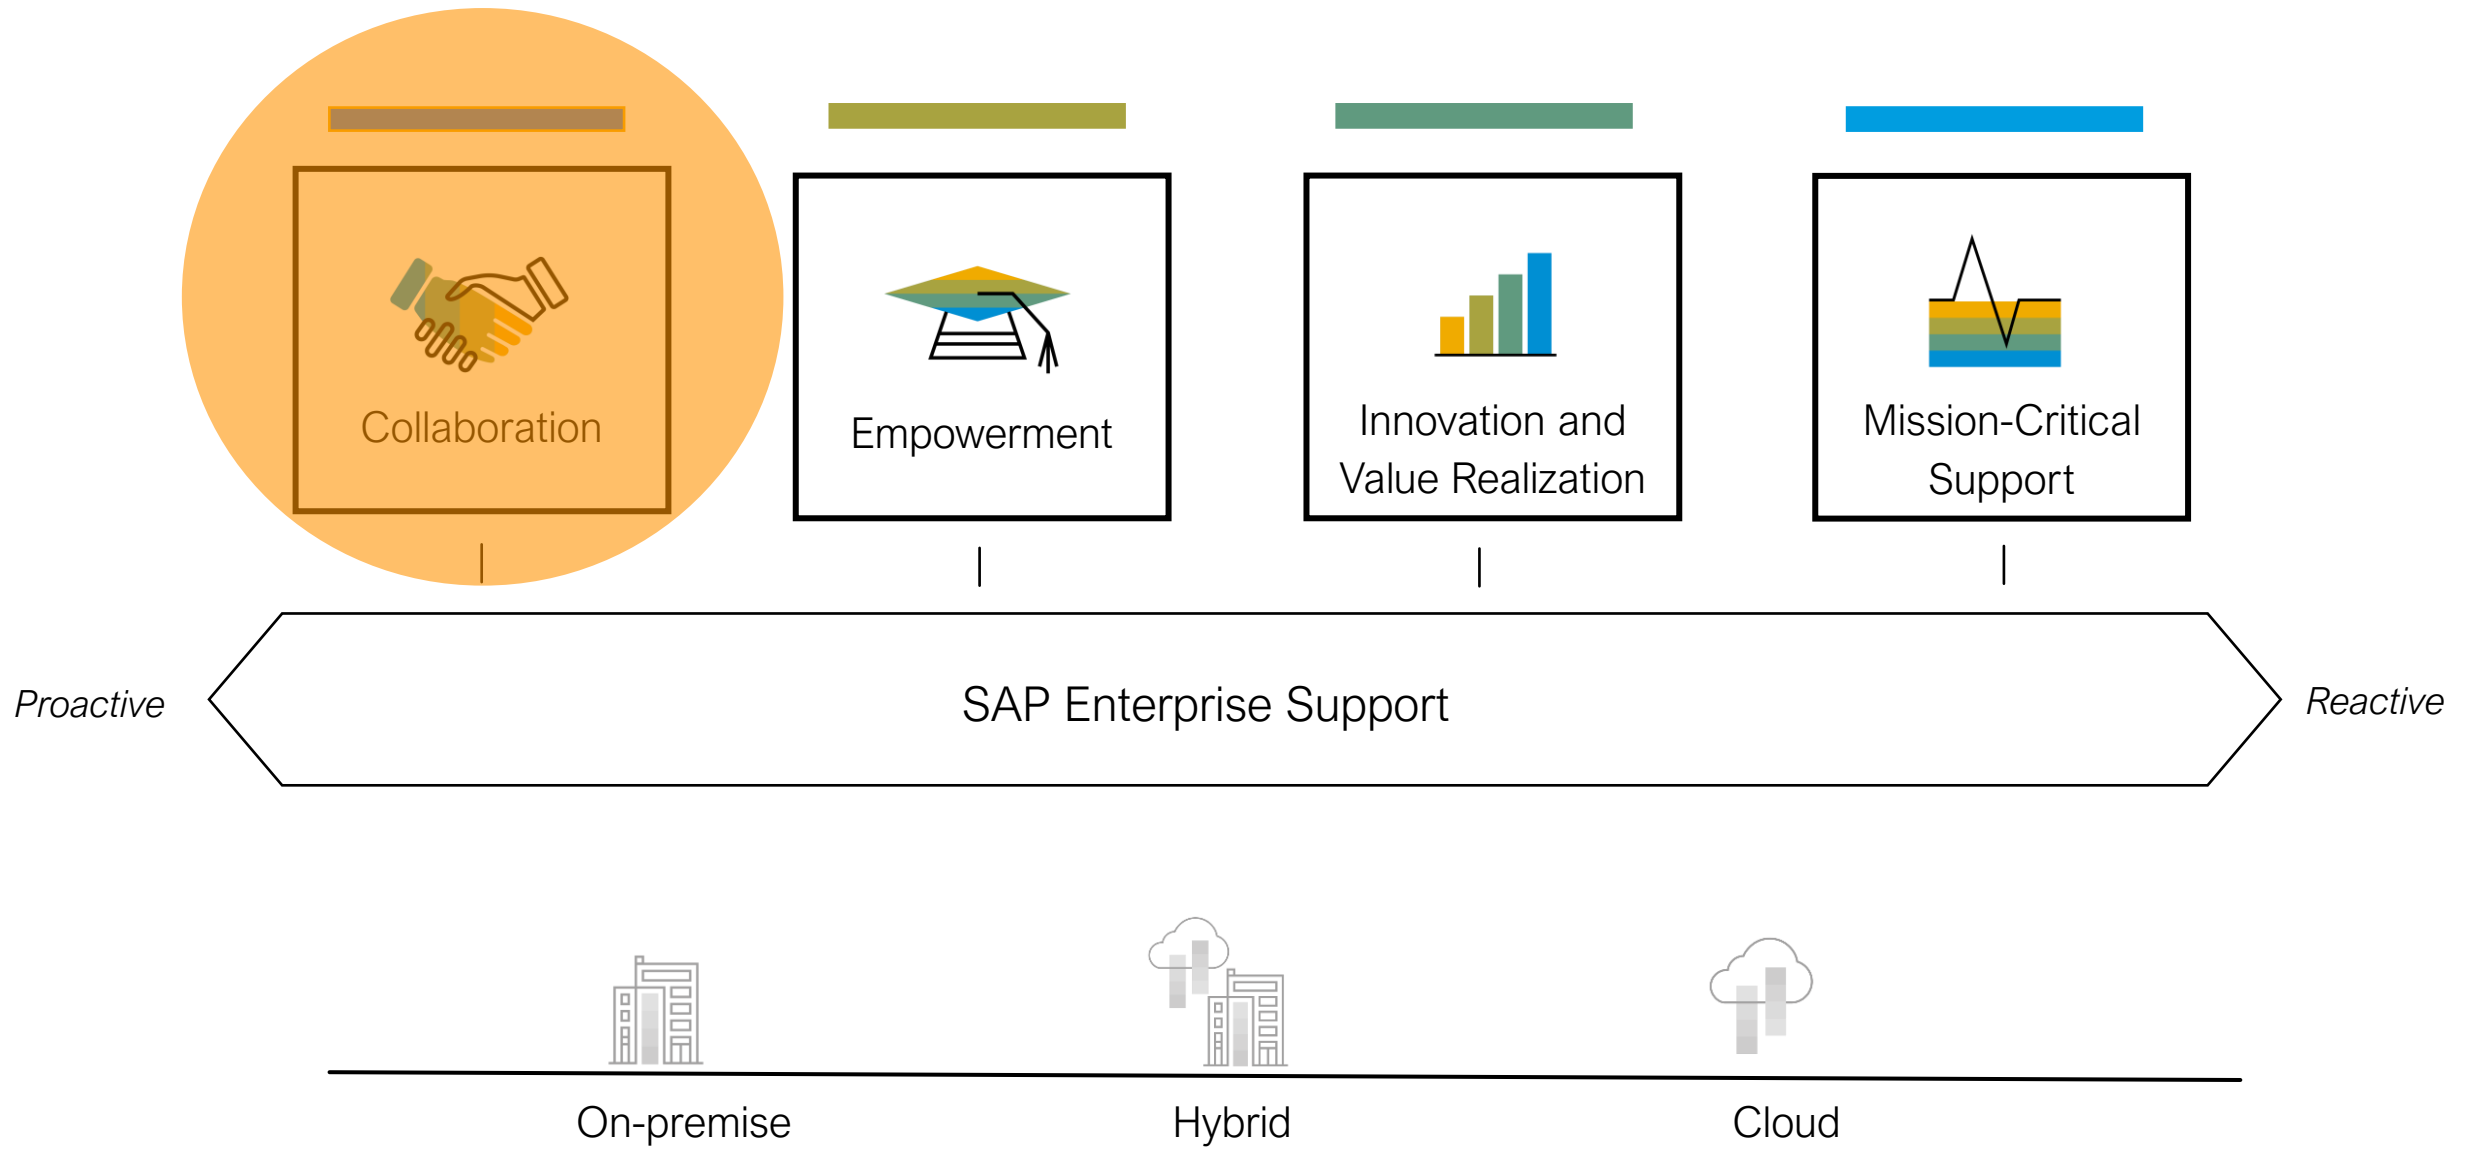 Collaboration
Empowerment
Innovation and
Value Realization
Mission-Critical
Support
Proactive
SAP Enterprise Support
Reactive
On-premise
Hybrid
Cloud